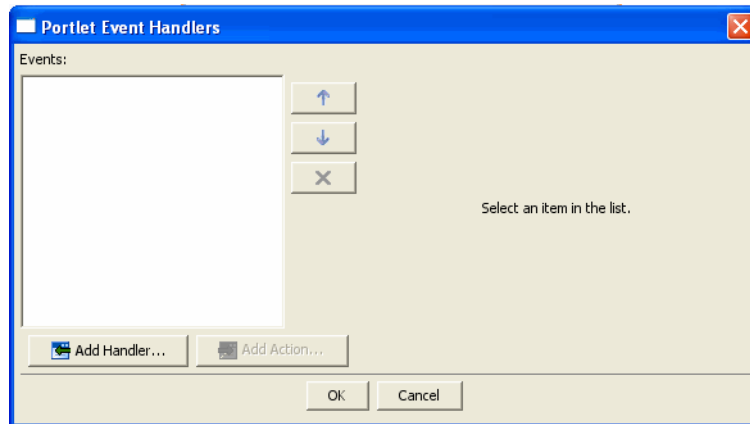 Portlet Event Handlers
Events:
Select an item in the list.
Add Handler...
Add Action...
OK
Cancel